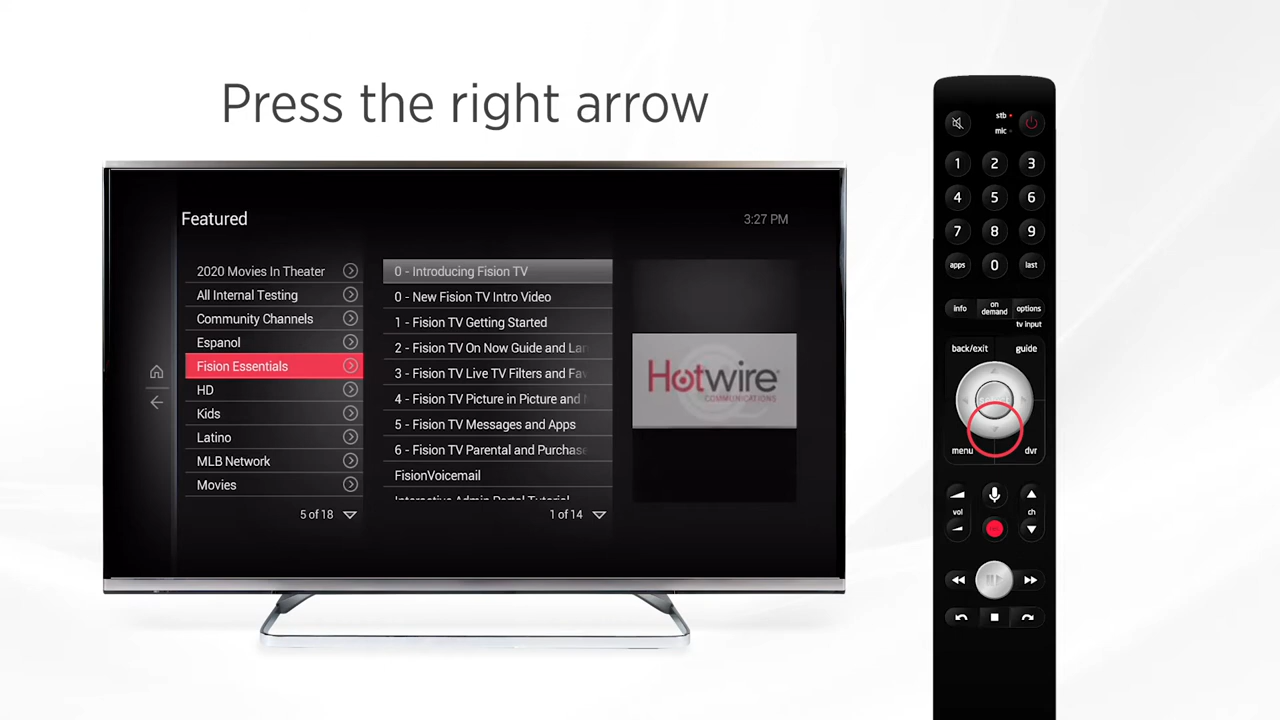 Press the right arrow
Featured
3:27 PM
2020 Movies In Theater
All Internal Testing
Community Channels
Espanol
Fision Essentials
HD
Kids
Latino
MLB Network
Movies
5 of 18
0 - Introducing Fision TV
0 - New Fision TV Intro Video
1 - Fision TV Getting Started
2 - Fision TV On Now Guide and
3 - Fision TV Live TV Filters and
4 - Fision TV Picture in Picture and
5 - Fision TV Messages and Apps
6 - Fision TV Parental and
FisionVoicemail
Interactive Admin Portal Tutorial
1 of 14
Hotwire
COMMUNICATIONS
stb
mic
1 2 3
4 5 6
7 8 9
apps 0 last
info on demand options
tv input
back/exit guide
menu dvr
vol ch